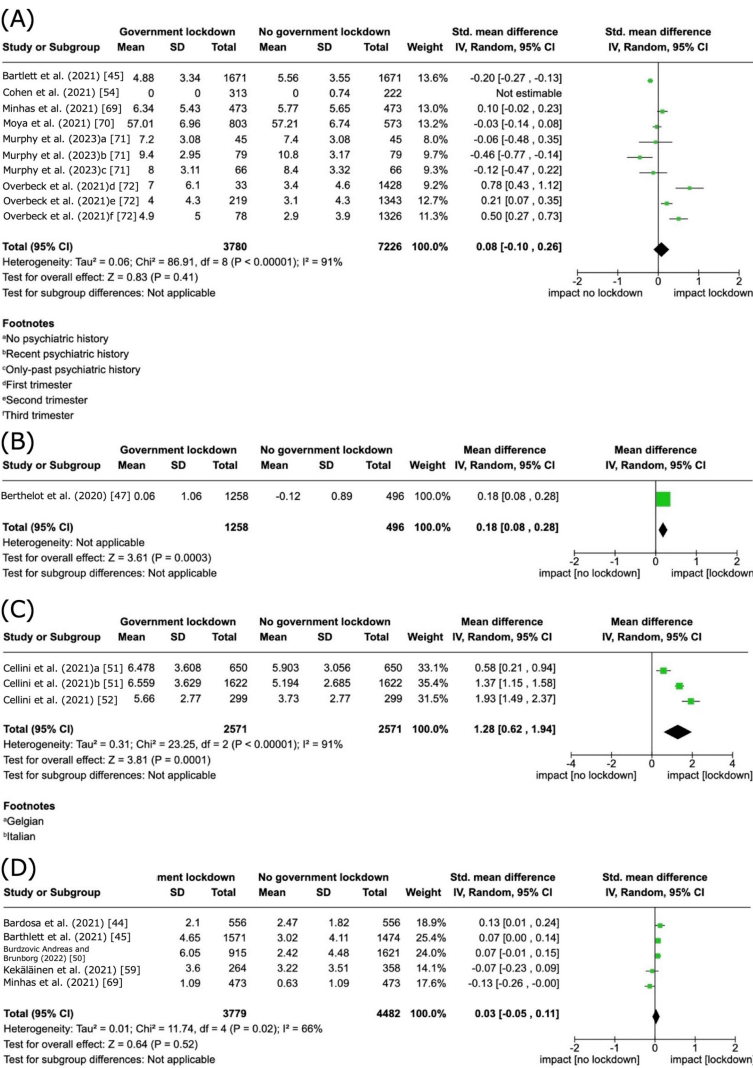 (A)
Government lockdown No government lockdown Std. mean difference Std. mean difference
Study or Subgroup Mean SD Total Mean SD Total Weight IV, Random, 95% CI IV, Random, 95% CI
Bartlett et al. (2021) [45] 4.88 3.34 1671 5.56 3.55 1671 13.6% -0.20 [-0.27 , -0.13]
Cohen et al. (2021) [54] 0 0 313 0 0.74 222 Not estimable
Minhas et al. (2021) [69] 6.34 5.43 473 5.77 5.65 473 13.0% 0.10 [-0.02 , 0.23]
Moya et al. (2021) [70] 57.01 6.96 803 57.21 6.74 573 13.2% -0.03 [-0.14 , 0.08]
Murphy et al. (2023)a [71] 7.2 3.08 45 7.4 3.08 45 8.0% -0.06 [-0.48 , 0.35]
Murphy et al. (2023)b [71] 9.4 2.95 79 10.8 3.17 79 9.7% -0.46 [-0.77 , -0.14]
Murphy et al. (2023)c [71] 8 3.11 66 8.4 3.32 66 9.2% -0.12 [-0.47 , 0.22]
Overbeck et al. (2021)d [72] 7 6.1 33 3.4 4.6 1428 9.2% 0.78 [0.43 , 1.12]
Overbeck et al. (2021)e [72] 4 4.3 219 3.1 4.3 1343 12.7% 0.21 [0.07 , 0.35]
Overbeck et al. (2021)f [72] 4.9 5 78 2.9 3.9 1326 11.3% 0.50 [0.27 , 0.73]
Total (95% CI) 3780 7226 100.0% 0.08 [-0.10 , 0.26]
Heterogeneity: Tau² = 0.06; Chi² = 86.91, df = 8 (P < 0.00001); I² = 91%
Test for overall effect: Z = 0.83 (P = 0.41)
Test for subgroup differences: Not applicable
-2 -1 0 1 2
impact no lockdown impact lockdown
Footnotes
ᵃNo psychiatric history
ᵇRecent psychiatric history
ᶜOnly-past psychiatric history
ᵈFirst trimester
ᵉSecond trimester
ᶠThird trimester
(B)
Government lockdown No government lockdown Mean difference Mean difference
Study or Subgroup Mean SD Total Mean SD Total Weight IV, Random, 95% CI IV, Random, 95% CI
Berthelot et al. (2020) [47] 0.06 1.06 1258 -0.12 0.89 496 100.0% 0.18 [0.08 , 0.28]
Total (95% CI) 1258 496 100.0% 0.18 [0.08 , 0.28]
Heterogeneity: Not applicable
Test for overall effect: Z = 3.61 (P = 0.0003)
Test for subgroup differences: Not applicable
-2 -1 0 1 2
impact [no lockdown] impact [lockdown]
(C)
Government lockdown No government lockdown Mean difference Mean difference
Study or Subgroup Mean SD Total Mean SD Total Weight IV, Random, 95% CI IV, Random, 95% CI
Cellini et al. (2021)a [51] 6.478 3.608 650 5.903 3.056 650 33.1% 0.58 [0.21 , 0.94]
Cellini et al. (2021)b [51] 6.559 3.629 1622 5.194 2.685 1622 35.4% 1.37 [1.15 , 1.58]
Cellini et al. (2021) [52] 5.66 2.77 299 3.73 2.77 299 31.5% 1.93 [1.49 , 2.37]
Total (95% CI) 2571 2571 100.0% 1.28 [0.62 , 1.94]
Heterogeneity: Tau² = 0.31; Chi² = 23.25, df = 2 (P < 0.00001); I² = 91%
Test for overall effect: Z = 3.81 (P = 0.0001)
Test for subgroup differences: Not applicable
-4 -2 0 2 4
impact [no lockdown] impact [lockdown]
Footnotes
ᵃGelgian
ᵇItalian
(D)
ment lockdown No government lockdown Std. mean difference Std. mean difference
Study or Subgroup SD Total Mean SD Total Weight IV, Random, 95% CI IV, Random, 95% CI
Bardosa et al. (2021) [44] 2.1 556 2.47 1.82 556 18.9% 0.13 [0.01 , 0.24]
Barthlett et al. (2021) [45] 4.65 1571 3.02 4.11 1474 25.4% 0.07 [0.00 , 0.14]
Burdzovic Andreas and
Brunborg (2022) [50] 6.05 915 2.42 4.48 1621 24.0% 0.07 [-0.01 , 0.15]
Kekäläinen et al. (2021) [59] 3.6 264 3.22 3.51 358 14.1% -0.07 [-0.23 , 0.09]
Minhas et al. (2021) [69] 1.09 473 0.63 1.09 473 17.6% -0.13 [-0.26 , -0.00]
Total (95% CI) 3779 4482 100.0% 0.03 [-0.05 , 0.11]
Heterogeneity: Tau² = 0.01; Chi² = 11.74, df = 4 (P = 0.02); I² = 66%
Test for overall effect: Z = 0.64 (P = 0.52)
Test for subgroup differences: Not applicable
-2 -1 0 1 2
impact [no lockdown] impact [lockdown]